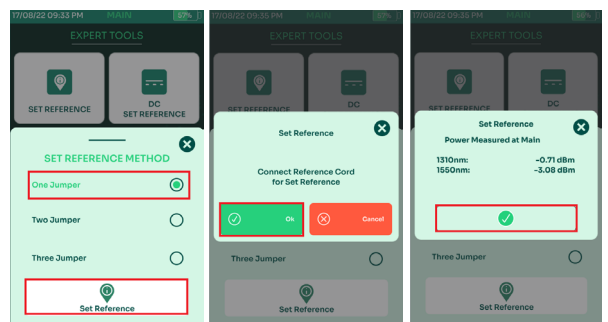 17/08/22 09:33 PM MAIN 57%
EXPERT TOOLS
SET REFERENCE
DC
SET REFERENCE
SET REFERENCE METHOD
One Jumper
Two Jumper
Three Jumper
Set Reference
17/08/22 09:35 PM MAIN
EXPERT TOOLS
SET REFERENCE
DC
Set Reference
Connect Reference Cord
for Set Reference
Ok
Cancel
Three Jumper
Set Reference
17/08/22 09:35 PM MAIN
EXPERT TOOLS
SET REFERENCE
DC
Set Reference
Power Measured at Main
1310nm: -0.71 dBm
1550nm: -3.08 dBm
Three Jumper
Set Reference